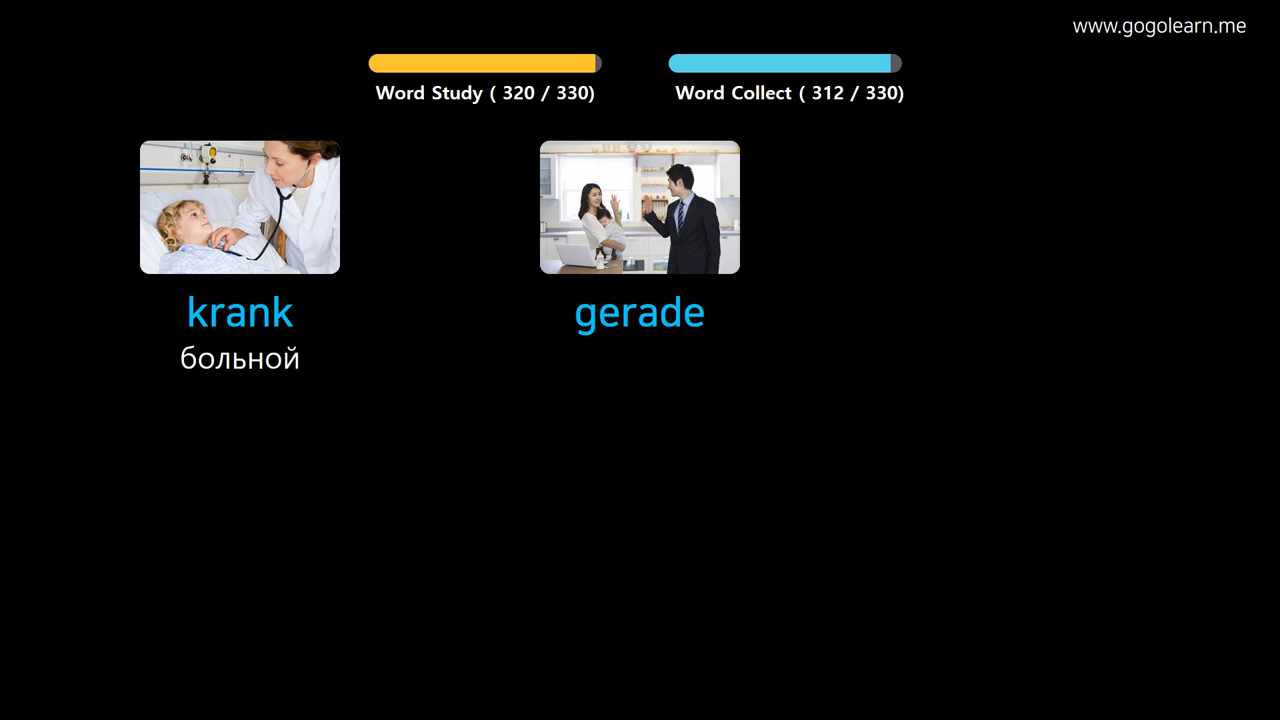 www.gogolearn.me
Word Study ( 320 / 330)
Word Collect ( 312 / 330)
krank
gerade
больной